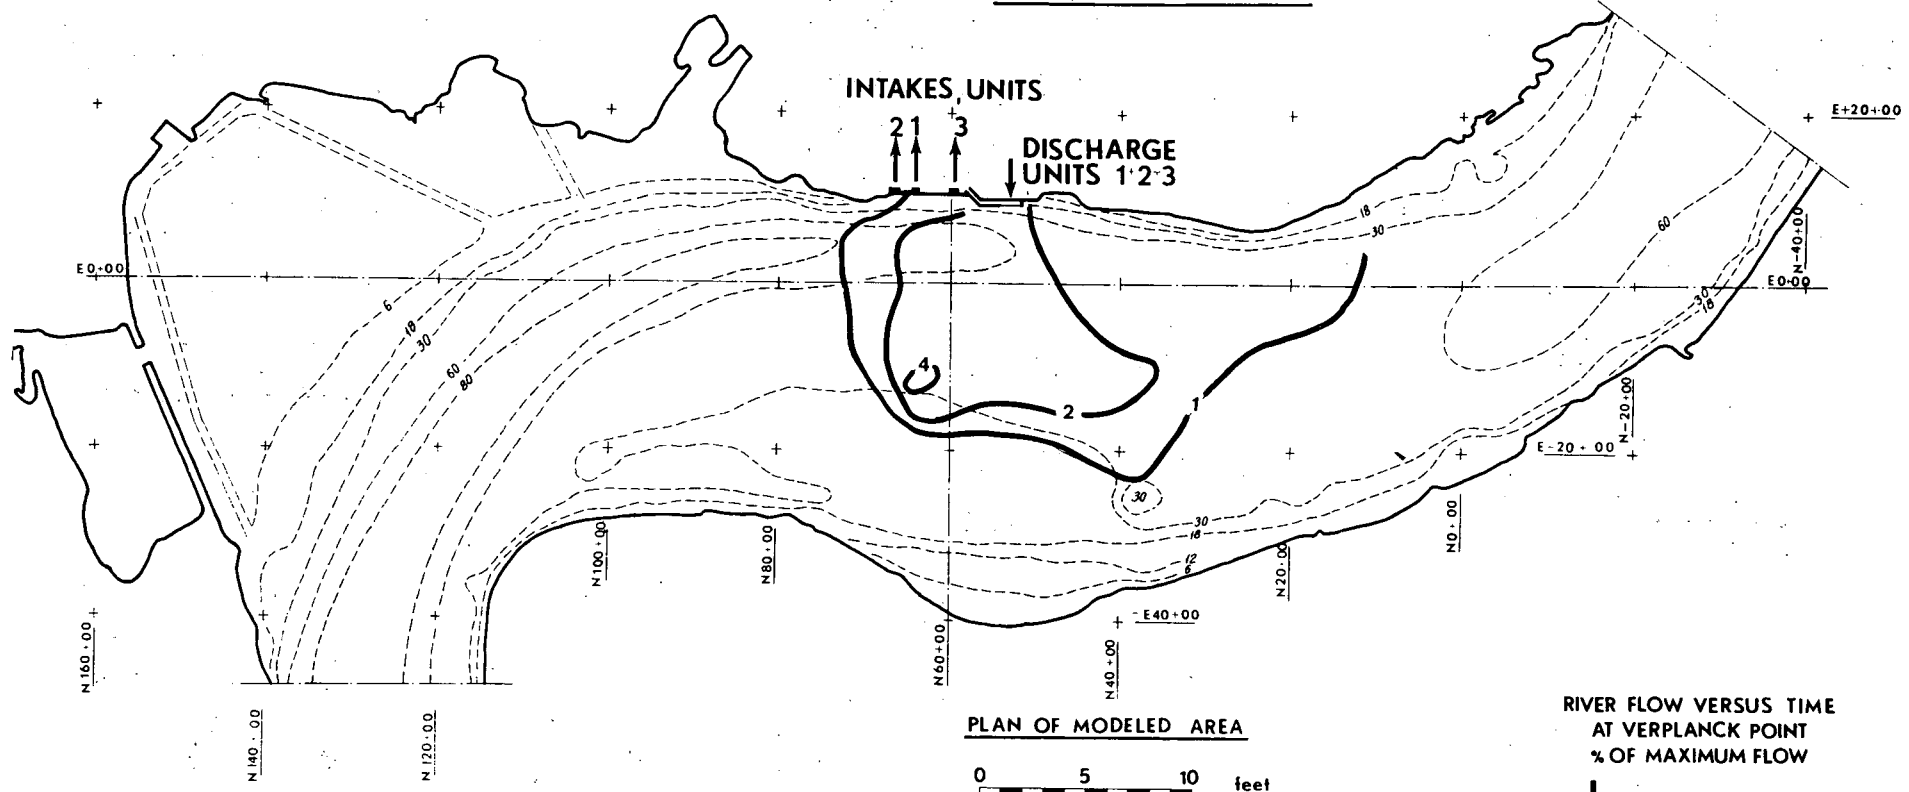 INTAKES, UNITS
2 1 3
DISCHARGE
UNITS 1·2·3
E+20+00
E0+00
E0+00
N-40+00
18
30
60
6
18
30
60
80
4
2
1
30
18
N-20+00
E-20+00
30
30
18
12
6
N0+00
N20+00
N100+00
N80+00
-E40+00
N160+00
N60+00
N40+00
N140+00
N120+00
PLAN OF MODELED AREA
0 5 10 feet
RIVER FLOW VERSUS TIME
AT VERPLANCK POINT
% OF MAXIMUM FLOW